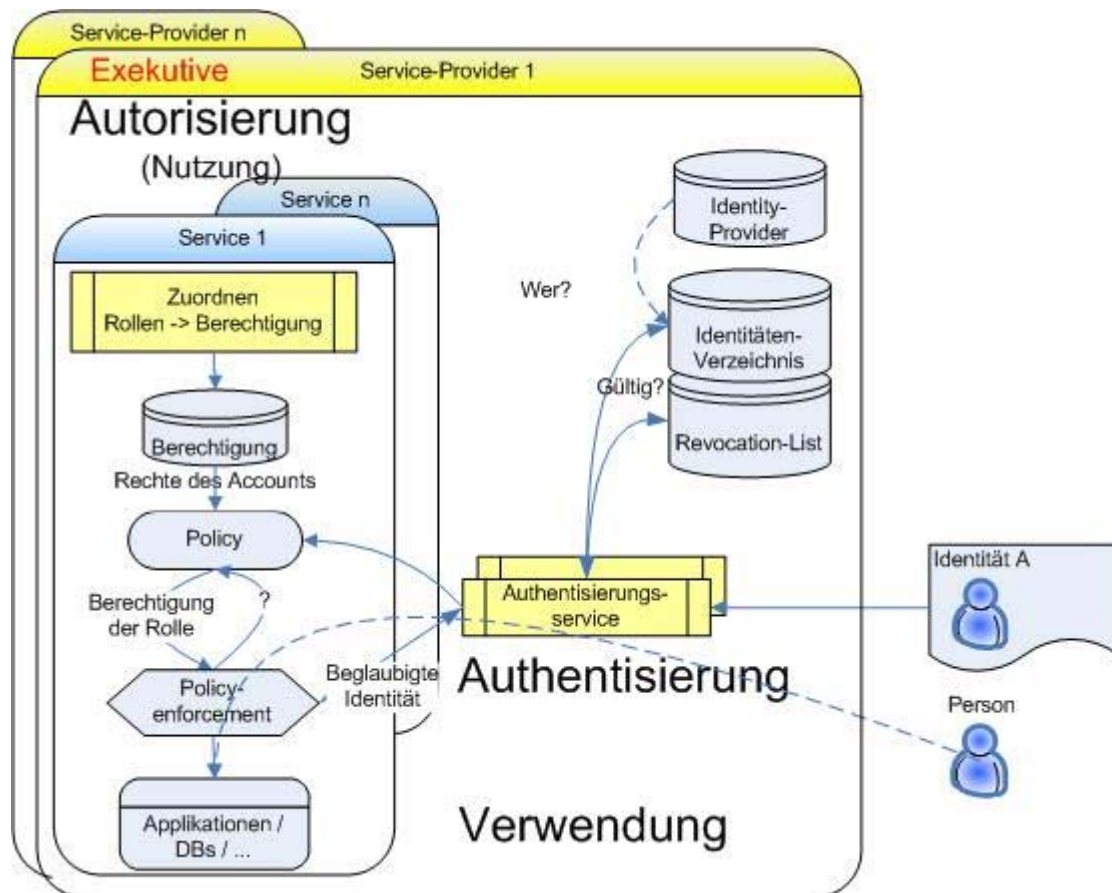 Service-Provider n
Exekutive
Service-Provider 1
Autorisierung
(Nutzung)
Service n
Service 1
Zuordnen
Rollen -> Berechtigung
Berechtigung
Rechte des Accounts
Policy
Berechtigung
der Rolle
?
Policy-
enforcement
Beglaubigte
Identität
Applikationen /
DBs / ...
Identity-
Provider
Wer?
Identitäten-
Verzeichnis
Gültig?
Revocation-List
Authentisierungs-
service
Authentisierung
Verwendung
Identität A
Person